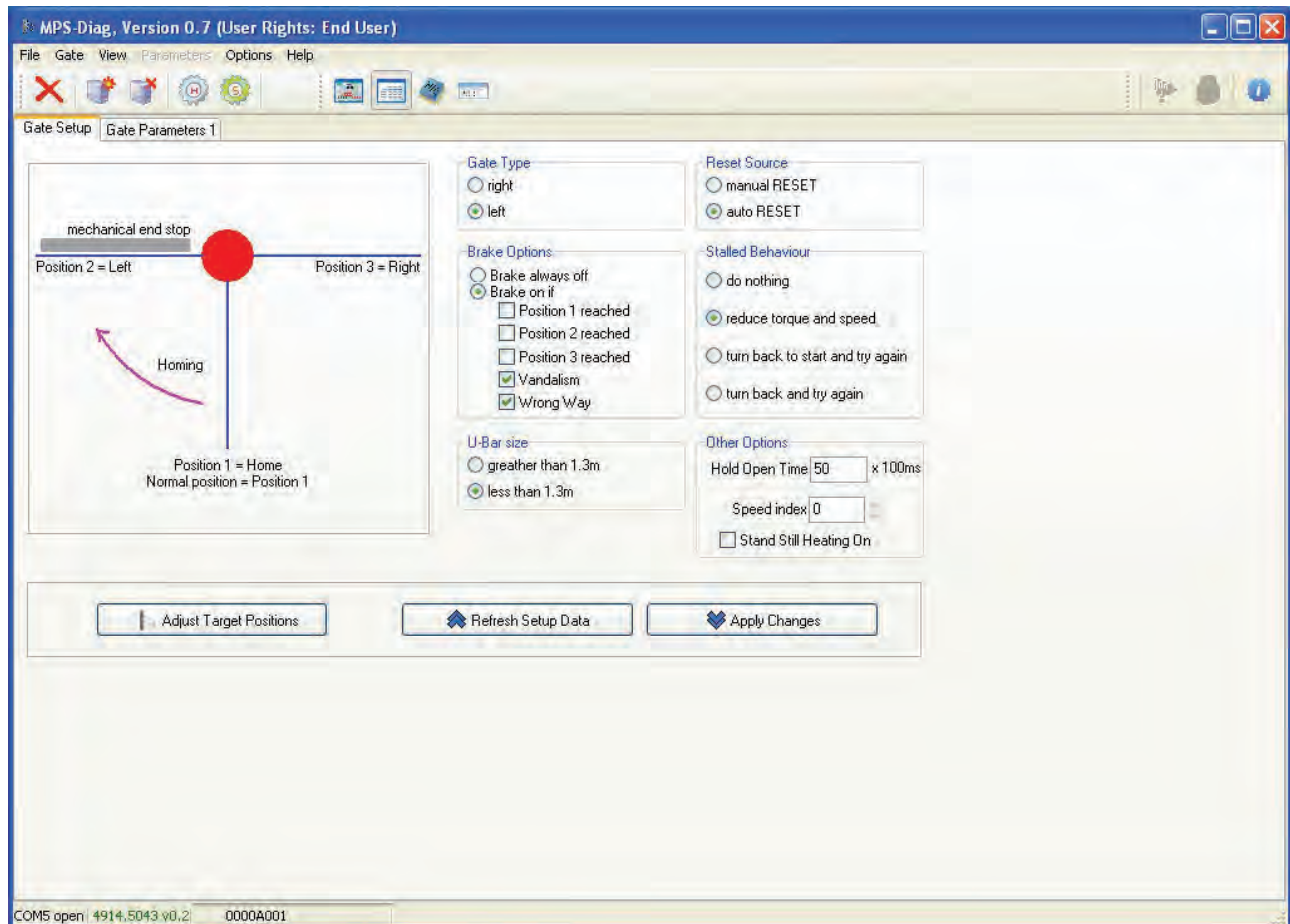 MPS-Diag, Version 0.7 (User Rights: End User)
File Gate View Parameters Options Help
Gate Setup Gate Parameters 1
mechanical end stop
Position 2 = Left
Position 3 = Right
Homing
Position 1 = Home
Normal position = Position 1
Gate Type
right
left
Brake Options
Brake always off
Brake on if
Position 1 reached
Position 2 reached
Position 3 reached
Vandalism
Wrong Way
U-Bar size
greather than 1.3m
less than 1.3m
Reset Source
manual RESET
auto RESET
Stalled Behaviour
do nothing
reduce torque and speed
turn back to start and try again
turn back and try again
Other Options
Hold Open Time 50 x 100ms
Speed index 0
Stand Still Heating On
Adjust Target Positions
Refresh Setup Data
Apply Changes
COM5 open 4914.5043 v0.2 0000A001